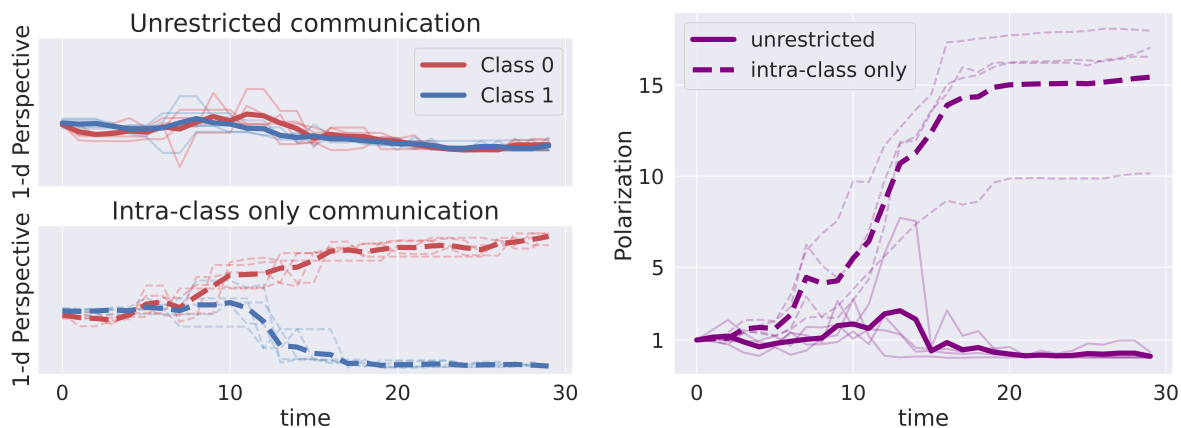 Unrestricted communication
1-d Perspective
Class 0
Class 1
Intra-class only communication
1-d Perspective
0
10
20
30
time
unrestricted
intra-class only
Polarization
15
10
5
1
0
10
20
30
time